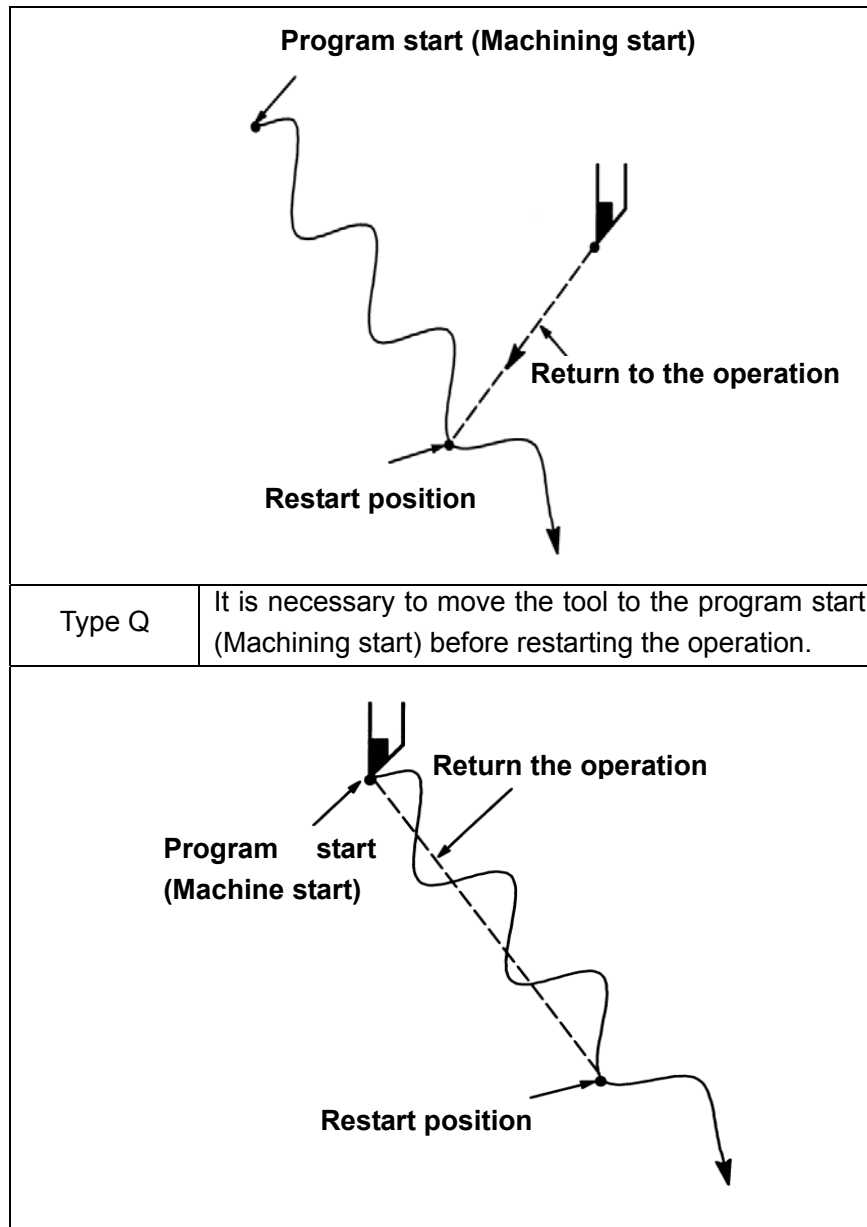 Program start (Machining start)
Return to the operation
Restart position
Type Q
It is necessary to move the tool to the program start
(Machining start) before restarting the operation.
Return the operation
Program start
(Machine start)
Restart position